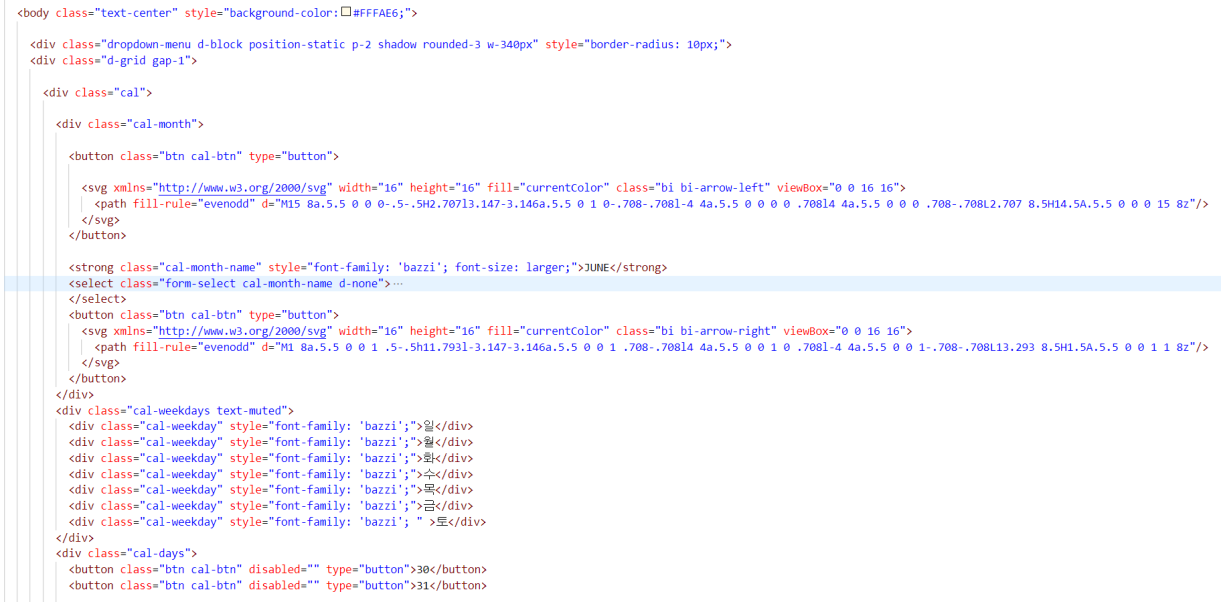 <body class="text-center" style="background-color:#FFFAE6;">
<div class="dropdown-menu d-block position-static p-2 shadow rounded-3 w-340px" style="border-radius: 10px;">
<div class="d-grid gap-1">
<div class="cal">
<div class="cal-month">
<button class="btn cal-btn" type="button">
<svg xmlns="http://www.w3.org/2000/svg" width="16" height="16" fill="currentColor" class="bi bi-arrow-left" viewBox="0 0 16 16">
<path fill-rule="evenodd" d="M15 8a.5.5 0 0 0-.5-.5H2.707l3.147-3.146a.5.5 0 1 0-.708-.708l-4 4a.5.5 0 0 0 0 .708l4 4a.5.5 0 0 0 .708-.708L2.707 8.5H14.5A.5.5 0 0 0 15 8z"/>
</svg>
</button>
<strong class="cal-month-name" style="font-family: 'bazzi'; font-size: larger;">JUNE</strong>
<select class="form-select cal-month-name d-none">…
</select>
<button class="btn cal-btn" type="button">
<svg xmlns="http://www.w3.org/2000/svg" width="16" height="16" fill="currentColor" class="bi bi-arrow-right" viewBox="0 0 16 16">
<path fill-rule="evenodd" d="M1 8a.5.5 0 0 1 .5-.5h11.793l-3.147-3.146a.5.5 0 0 1 .708-.708l4 4a.5.5 0 0 1 0 .708l-4 4a.5.5 0 0 1-.708-.708L13.293 8.5H1.5A.5.5 0 0 1 1 8z"/>
</svg>
</button>
</div>
<div class="cal-weekdays text-muted">
<div class="cal-weekday" style="font-family: 'bazzi';">일</div>
<div class="cal-weekday" style="font-family: 'bazzi';">월</div>
<div class="cal-weekday" style="font-family: 'bazzi';">화</div>
<div class="cal-weekday" style="font-family: 'bazzi';">수</div>
<div class="cal-weekday" style="font-family: 'bazzi';">목</div>
<div class="cal-weekday" style="font-family: 'bazzi';">금</div>
<div class="cal-weekday" style="font-family: 'bazzi'; " >토</div>
</div>
<div class="cal-days">
<button class="btn cal-btn" disabled="" type="button">30</button>
<button class="btn cal-btn" disabled="" type="button">31</button>